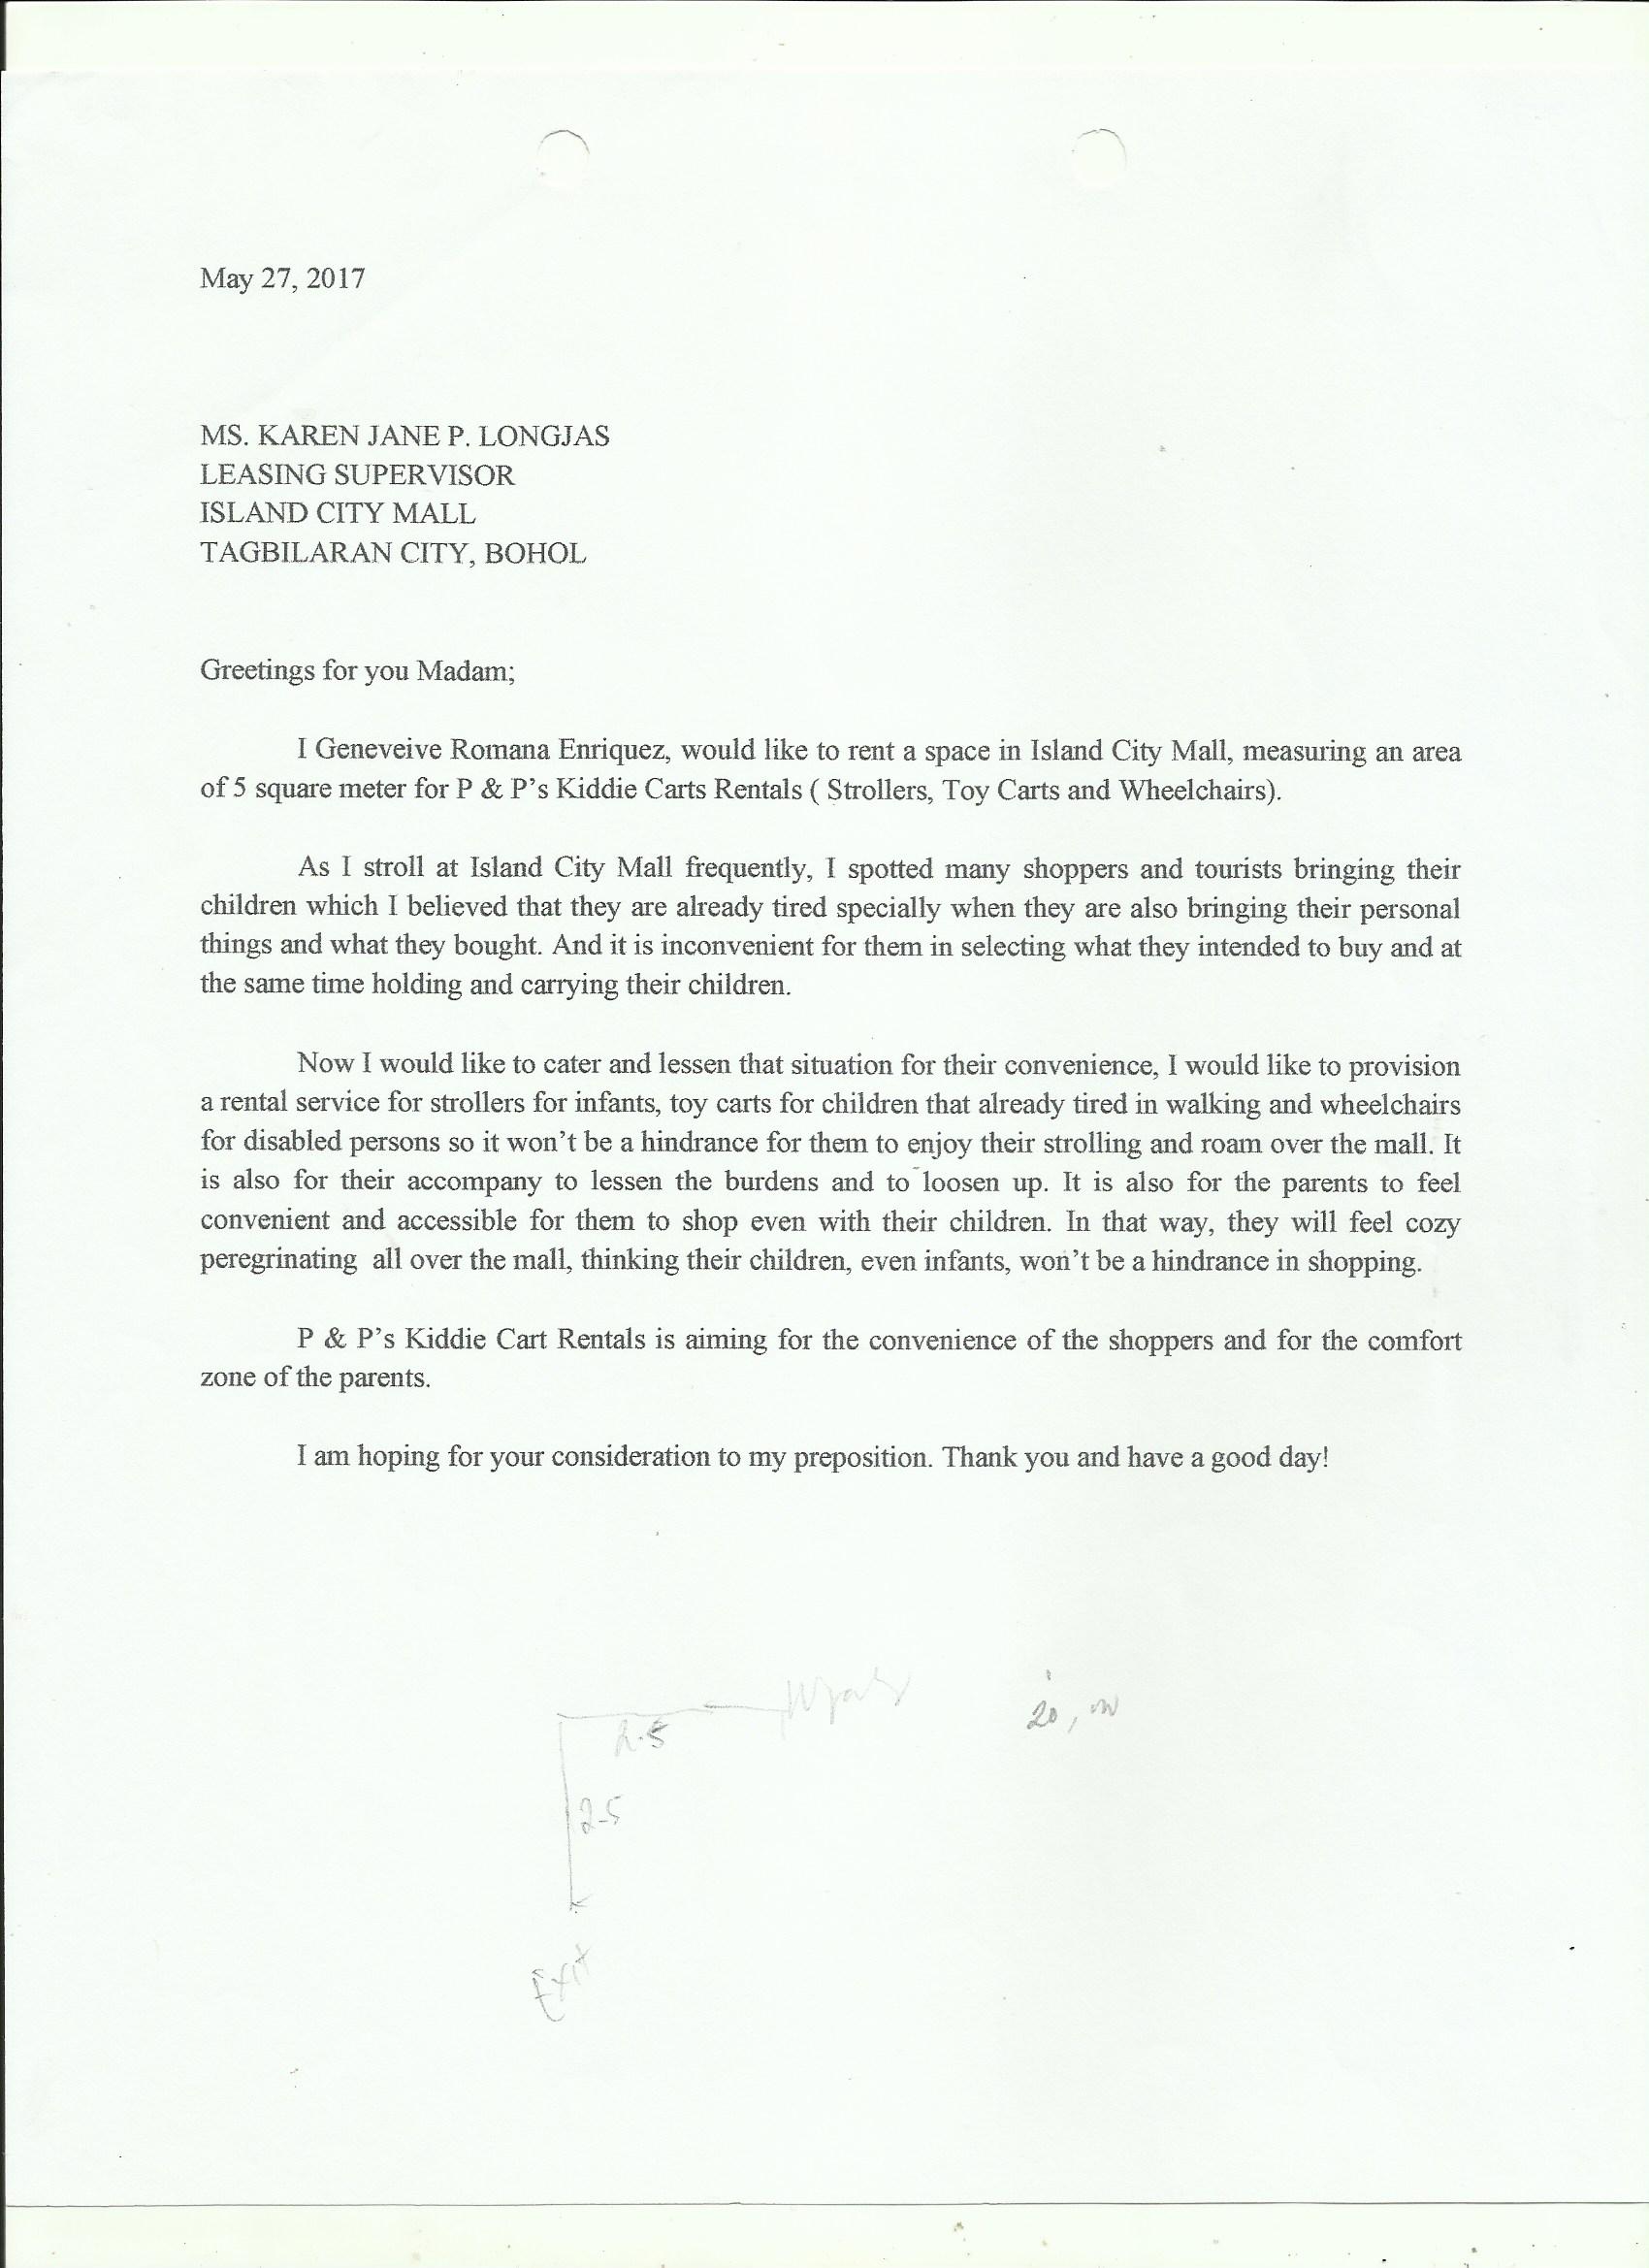 May 27, 2017
MS. KAREN JANE P. LONGJAS
LEASING SUPERVISOR
ISLAND CITY MALL
TAGBILARAN CITY, BOHOL
Greetings for you Madam;
I Geneveive Romana Enriquez, would like to rent a space in Island City Mall, measuring an area
of 5 square meter for P & P's Kiddie Carts Rentals ( Strollers, Toy Carts and Wheelchairs).
As I stroll at Island City Mall frequently, I spotted many shoppers and tourists bringing their
children which I believed that they are already tired specially when they are also bringing their personal
things and what they bought. And it is inconvenient for them in selecting what they intended to buy and at
the same time holding and carrying their children.
Now I would like to cater and lessen that situation for their convenience, I would like to provision
a rental service for strollers for infants, toy carts for children that already tired in walking and wheelchairs
for disabled persons so it won't be a hindrance for them to enjoy their strolling and roam over the mall. It
is also for their accompany to lessen the burdens and to loosen up. It is also for the parents to feel
convenient and accessible for them to shop even with their children. In that way, they will feel cozy
peregrinating all over the mall, thinking their children, even infants, won't be a hindrance in shopping.
P & P's Kiddie Cart Rentals is aiming for the convenience of the shoppers and for the comfort
zone of the parents.
I am hoping for your consideration to my preposition. Thank you and have a good day!
20,
2.5
2-5
Exit